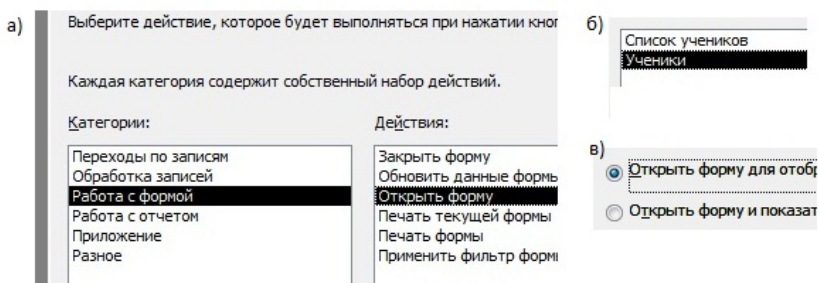 а)
Выберите действие, которое будет выполняться при нажатии кноп
Каждая категория содержит собственный набор действий.
Категории:
Переходы по записям
Обработка записей
Работа с формой
Работа с отчетом
Приложение
Разное
Действия:
Закрыть форму
Обновить данные формы
Открыть форму
Печать текущей формы
Печать формы
Применить фильтр форм
б)
Список учеников
Ученики
в)
Открыть форму для отобр
Открыть форму и показат